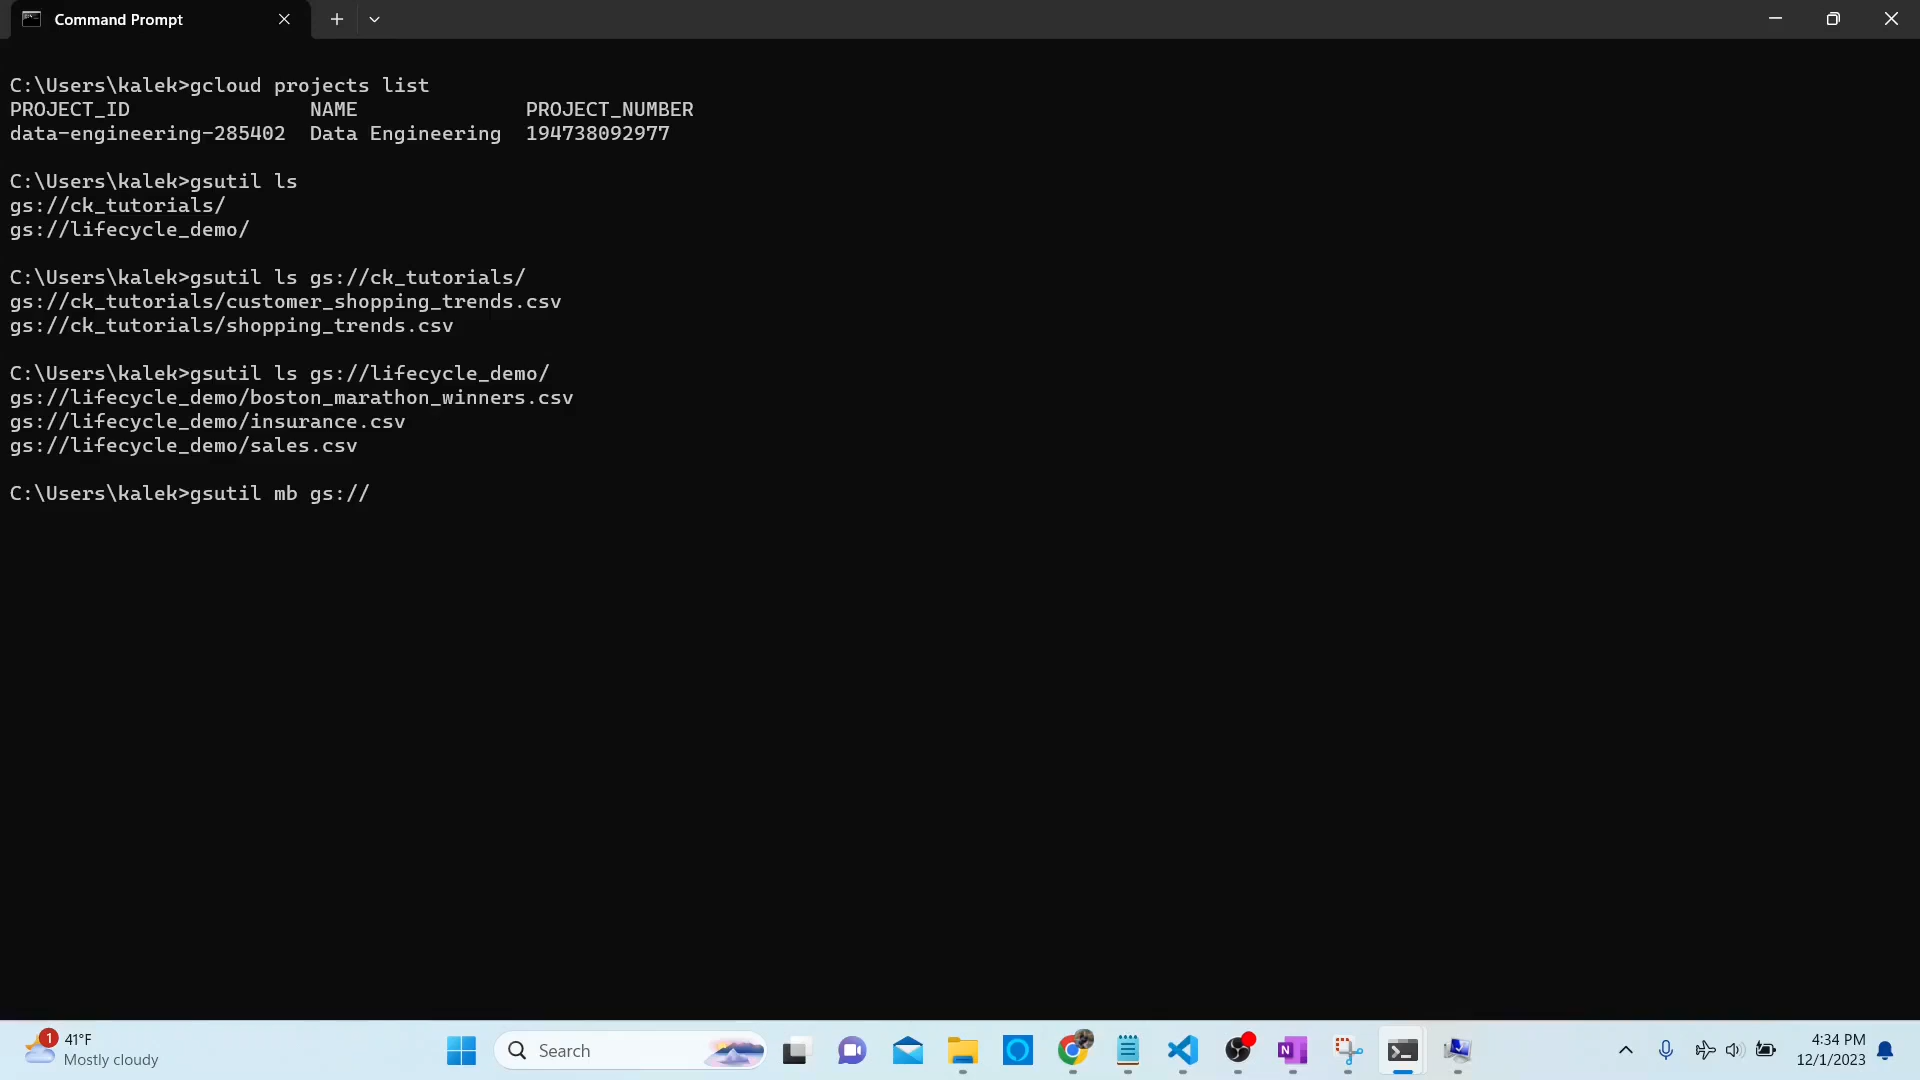 Command Prompt
C:\Users\kalek>gcloud projects list
PROJECT_ID NAME PROJECT_NUMBER
data-engineering-285402 Data Engineering 194738092977
C:\Users\kalek>gsutil ls
gs://ck_tutorials/
gs://lifecycle_demo/
C:\Users\kalek>gsutil ls gs://ck_tutorials/
gs://ck_tutorials/customer_shopping_trends.csv
gs://ck_tutorials/shopping_trends.csv
C:\Users\kalek>gsutil ls gs://lifecycle_demo/
gs://lifecycle_demo/boston_marathon_winners.csv
gs://lifecycle_demo/insurance.csv
gs://lifecycle_demo/sales.csv
C:\Users\kalek>gsutil mb gs://
1
41°F
Mostly cloudy
Search
N
4:34 PM
12/1/2023